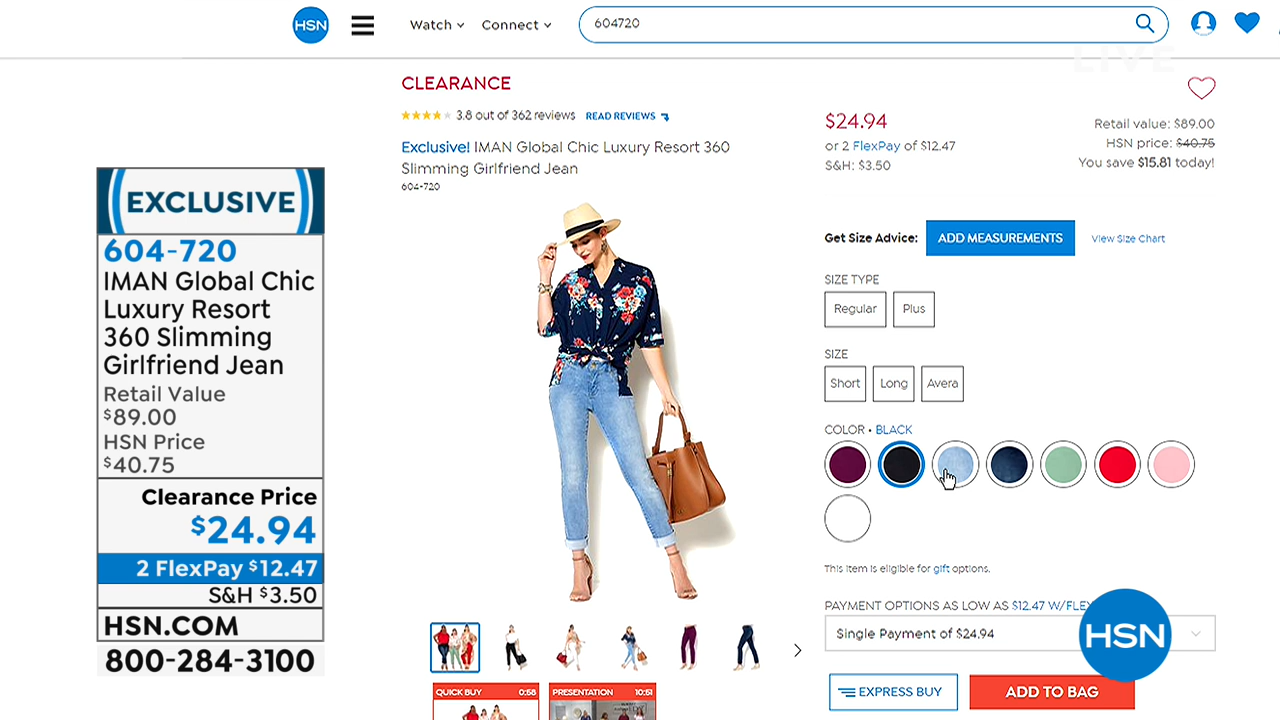 HSN
Watch
Connect
604720
LIVE
CLEARANCE
3.8 out of 362 reviews READ REVIEWS
Exclusive! IMAN Global Chic Luxury Resort 360
Slimming Girlfriend Jean
604-720
$24.94
or 2 FlexPay of $12.47
S&H: $3.50
Retail value: $89.00
HSN price: $40.75
You save $15.81 today!
EXCLUSIVE
604-720
IMAN Global Chic
Luxury Resort
360 Slimming
Girlfriend Jean
Retail Value
$89.00
HSN Price
$40.75
Clearance Price
$24.94
2 FlexPay $12.47
S&H $3.50
HSN.COM
800-284-3100
Get Size Advice: ADD MEASUREMENTS View Size Chart
SIZE TYPE
Regular Plus
SIZE
Short Long Avera
COLOR • BLACK
This item is eligible for gift options.
PAYMENT OPTIONS AS LOW AS $12.47 W/FLEX
Single Payment of $24.94
HSN
EXPRESS BUY ADD TO BAG
QUICK BUY 0:58 PRESENTATION 10:51